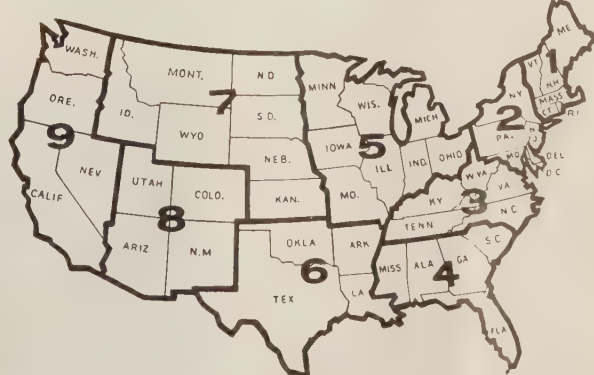 WASH.
MONT.
N D
MINN
ME
VT
1
N H
MASS
CT
RI
NY
2
ORE.
ID.
7
S D.
WIS.
MICH
WYO
9
NEB.
IOWA
5
ILL
IND.
OHIO
PA.
N J
MD.
DEL
D C
W VA
VA
NEV
UTAH
COLO.
KAN.
MO.
KY
3
N C
CALIF
8
TENN
ARIZ
N.M
OKLA
ARK
6
S C
MISS
ALA
GA
4
TEX
LA
FLA